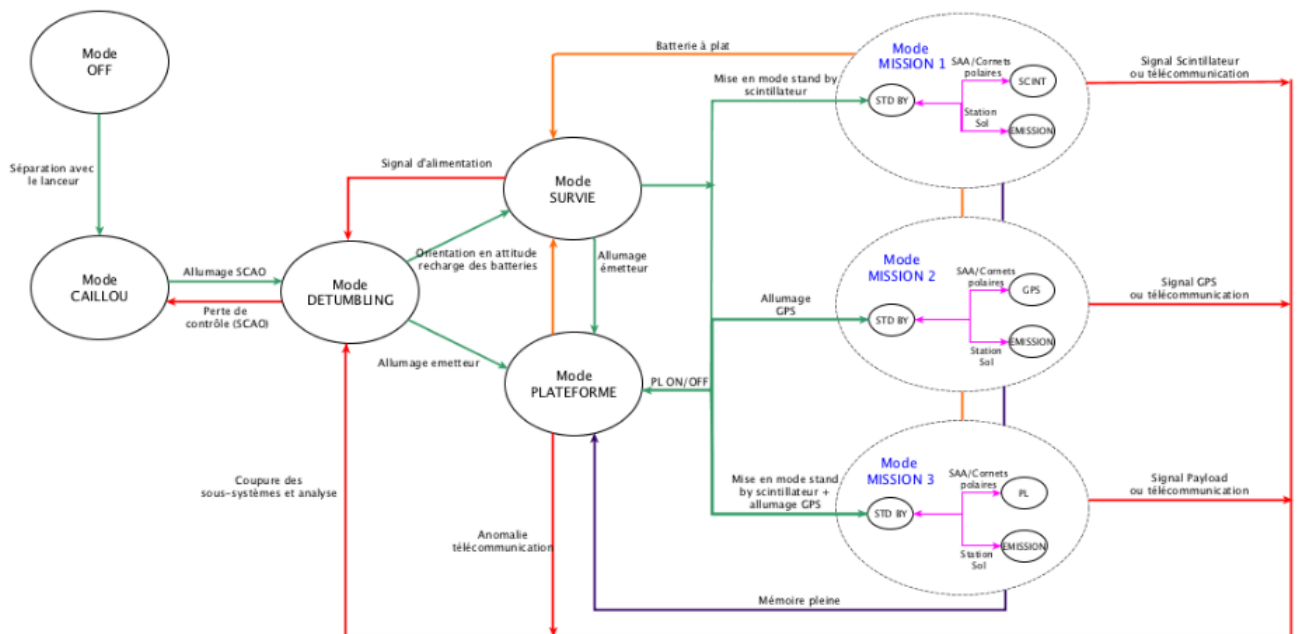 Mode
OFF
Séparation avec
le lanceur
Mode
CAILLOU
Allumage SCAO
Perte de
contrôle (SCAO)
Mode
DETUMBLING
Signal d'alimentation
Orientation en attitude
recharge des batteries
Allumage emetteur
Coupure des
sous-systèmes et analyse
Mode
SURVIE
Allumage
émetteur
Mode
PLATEFORME
Anomalie
télécommunication
Batterie à plat
Mise en mode stand by
scintillateur
Allumage
GPS
PL ON/OFF
Mise en mode stand
by scintillateur +
allumage GPS
Mémoire pleine
Mode
MISSION 1
STD BY
SAA/Cornets
polaires
SCINT
Station
Sol
EMISSION
Signal Scintillateur
ou télécommunication
Mode
MISSION 2
STD BY
SAA/Cornets
polaires
GPS
Station
Sol
EMISSION
Signal GPS
ou télécommunication
Mode
MISSION 3
STD BY
SAA/Cornets
polaires
PL
Station
Sol
EMISSION
Signal Payload
ou télécommunication